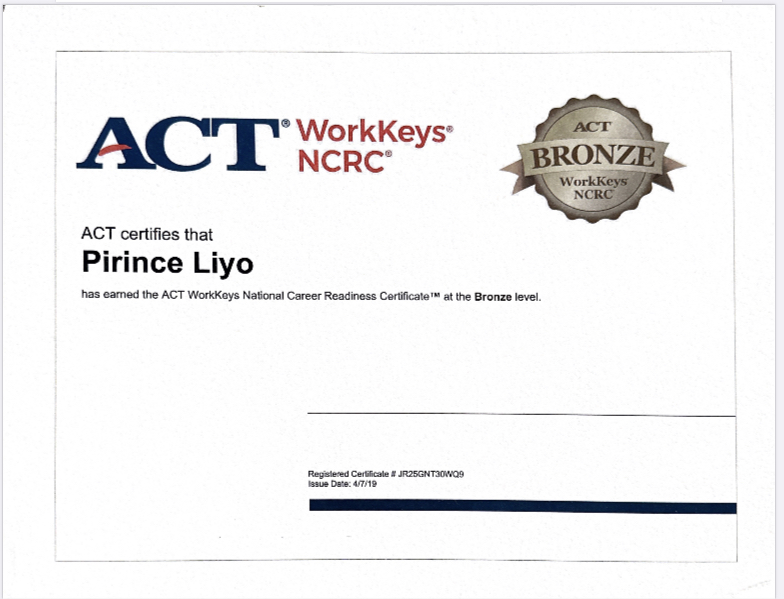 ACT® WorkKeys®
NCRC®
ACT
BRONZE
WorkKeys
NCRC
ACT certifies that
Pirince Liyo
has earned the ACT WorkKeys National Career Readiness Certificate™ at the Bronze level.
Registered Certificate # JR25GNT30WQ9
Issue Date: 4/7/19